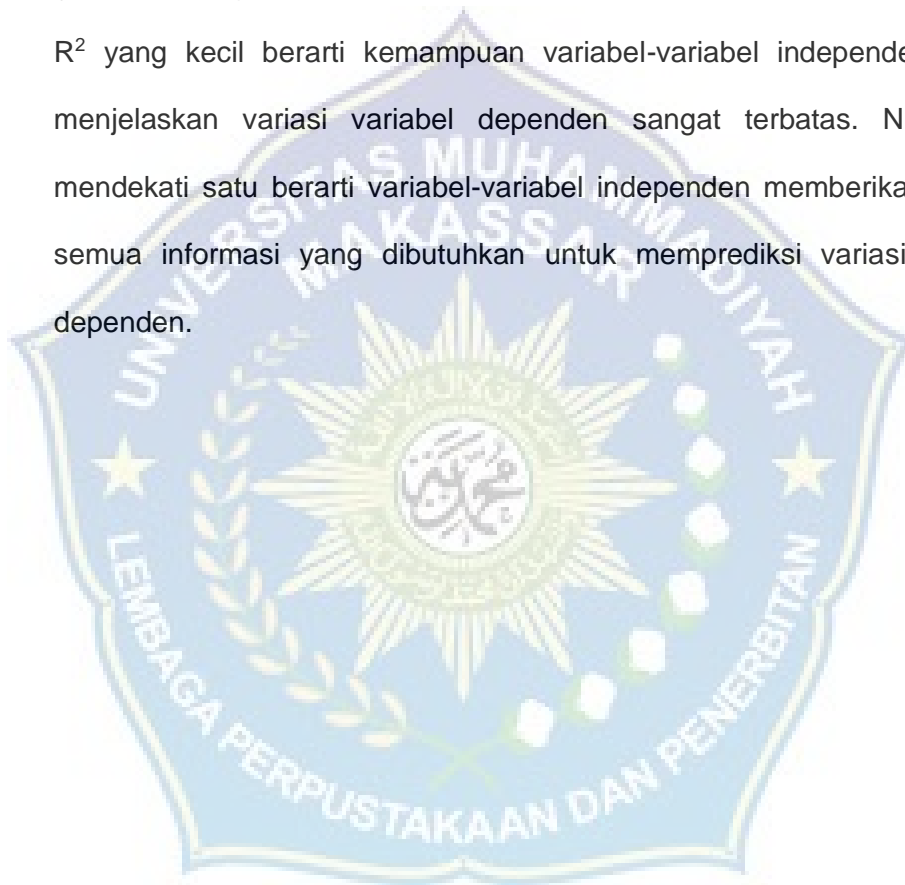 R² yang kecil berarti kemampuan variabel-variabel independe
menjelaskan variasi variabel dependen sangat terbatas. N
mendekati satu berarti variabel-variabel independen memberika
semua informasi yang dibutuhkan untuk memprediksi variasi
dependen.
UNIVERSITAS MUHAMMADIYAH
MAKASSAR
LEMBAGA PERPUSTAKAAN DAN PENERBITAN